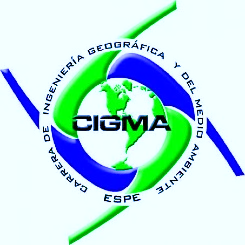 CARRERA DE INGENIERÍA GEOGRÁFICA Y DEL MEDIO AMBIENTE
CIGMA
ESPE